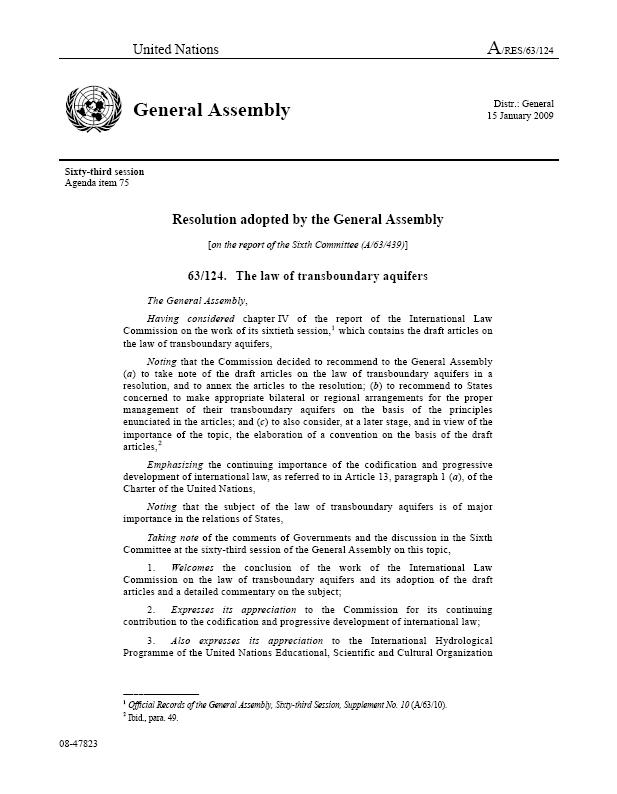 United Nations A/RES/63/124
General Assembly
Distr.: General
15 January 2009
Sixty-third session
Agenda item 75
Resolution adopted by the General Assembly
[on the report of the Sixth Committee (A/63/439)]
63/124. The law of transboundary aquifers
The General Assembly,
Having considered chapter IV of the report of the International Law
Commission on the work of its sixtieth session,1 which contains the draft articles on
the law of transboundary aquifers,
Noting that the Commission decided to recommend to the General Assembly
(a) to take note of the draft articles on the law of transboundary aquifers in a
resolution, and to annex the articles to the resolution; (b) to recommend to States
concerned to make appropriate bilateral or regional arrangements for the proper
management of their transboundary aquifers on the basis of the principles
enunciated in the articles; and (c) to also consider, at a later stage, and in view of the
importance of the topic, the elaboration of a convention on the basis of the draft
articles,2
Emphasizing the continuing importance of the codification and progressive
development of international law, as referred to in Article 13, paragraph 1 (a), of the
Charter of the United Nations,
Noting that the subject of the law of transboundary aquifers is of major
importance in the relations of States,
Taking note of the comments of Governments and the discussion in the Sixth
Committee at the sixty-third session of the General Assembly on this topic,
1. Welcomes the conclusion of the work of the International Law
Commission on the law of transboundary aquifers and its adoption of the draft
articles and a detailed commentary on the subject;
2. Expresses its appreciation to the Commission for its continuing
contribution to the codification and progressive development of international law;
3. Also expresses its appreciation to the International Hydrological
Programme of the United Nations Educational, Scientific and Cultural Organization
1 Official Records of the General Assembly, Sixty-third Session, Supplement No. 10 (A/63/10).
2 Ibid., para. 49.
08-47823